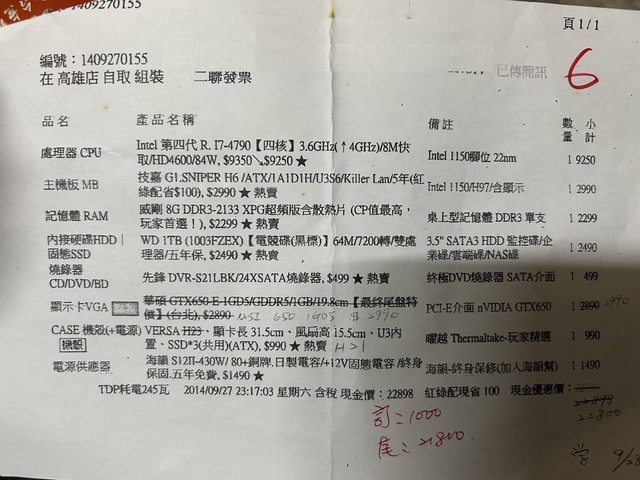 1409270155
頁1/1
編號：1409270155
在 高雄店 自取 組裝 二聯發票
已傳簡訊
6
品名 產品名稱 備註 數量 小計
處理器 CPU Intel 第四代 R. I7-4790【四核】3.6GHz(↑4GHz)/8M快取/HD4600/84W, $9350↘$9250★ Intel 1150腳位 22nm 1 9250
主機板 MB 技嘉 G1.SNIPER H6 /ATX/1A1D1H/U3S6/Killer Lan/5年(紅綠配省$100), $2990 ★ 熱賣 Intel 1150/H97/含顯示 1 2990
記憶體 RAM 威剛 8G DDR3-2133 XPG超頻版含散熱片 (CP值最高，玩家首選！), $2299 ★ 熱賣 桌上型記憶體 DDR3 單支 1 2299
內接硬碟HDD｜固態SSD WD 1TB (1003FZEX)【電競碟(黑標)】64M/7200轉/雙處理器/五年保, $2490 ★ 熱賣 3.5" SATA3 HDD 監控碟/企業碟/雲端碟/NAS碟 1 2490
燒錄器 CD/DVD/BD 先鋒 DVR-S21LBK/24XSATA燒錄器, $499 ★ 熱賣 終極DVD燒錄器 SATA介面 1 499
顯示卡VGA 華碩 GTX650-E-1GD5/GDDR5/1GB/19.8cm【最終尾盤特價】(台北), $2890 MSI 650 1GD5 $2990 PCI-E介面 nVIDIA GTX650 1 2890 2990
CASE 機殼(+電源) 機殼 VERSA H23、顯卡長 31.5cm、風扇高 15.5cm、U3內置、SSD*3(共用)(ATX), $990 ★ 熱賣 H21 曜越 Thermaltake-玩家精選 1 990
電源供應器 海韻 S12II-430W/ 80+銅牌.日製電容/+12V固態電容 /終身保固.五年免費, $1490 ★ 海韻-終身保修(加入海韻幫) 1 1490
TDP耗電245瓦 2014/09/27 23:17:03 星期六 含稅 現金價：22898 紅綠配現省 100 現金優惠價：
22800
訂：1000
尾：21800
學 9/28